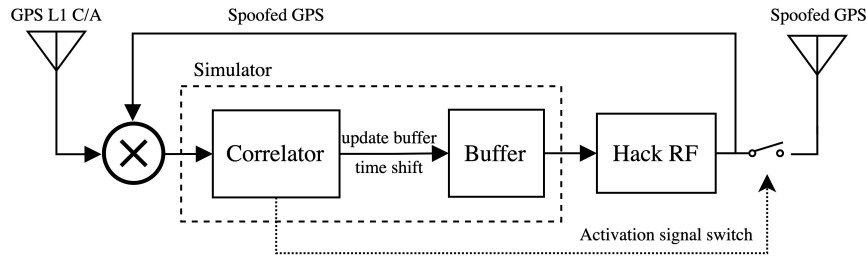 GPS L1 C/A
Spoofed GPS
Spoofed GPS
Simulator
Correlator
update buffer
time shift
Buffer
Hack RF
Activation signal switch